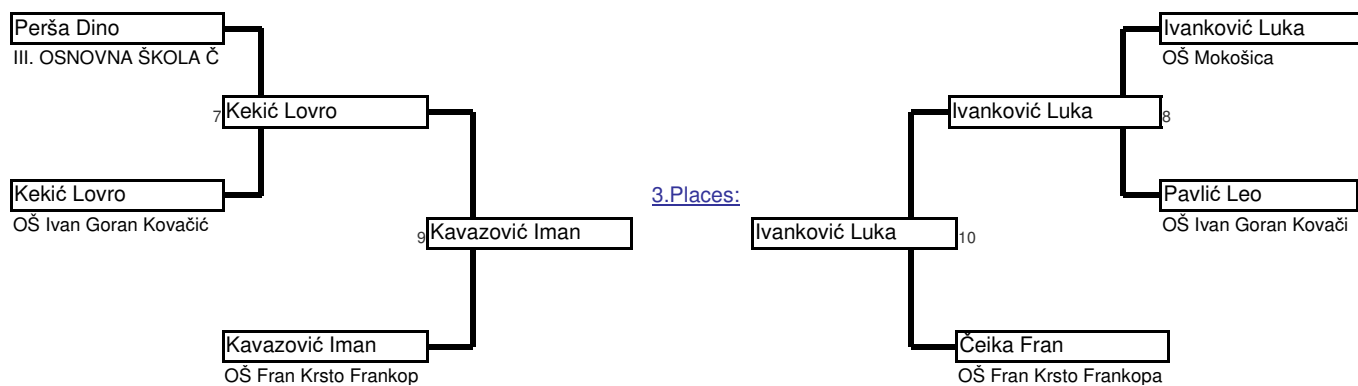 Perša Dino
III. OSNOVNA ŠKOLA Č
7 Kekić Lovro
Kekić Lovro
OŠ Ivan Goran Kovačić
9 Kavazović Iman
Kavazović Iman
OŠ Fran Krsto Frankop
3.Places:
Ivanković Luka
OŠ Mokošica
Ivanković Luka 8
Pavlić Leo
OŠ Ivan Goran Kovači
Ivanković Luka 10
Čeika Fran
OŠ Fran Krsto Frankopa